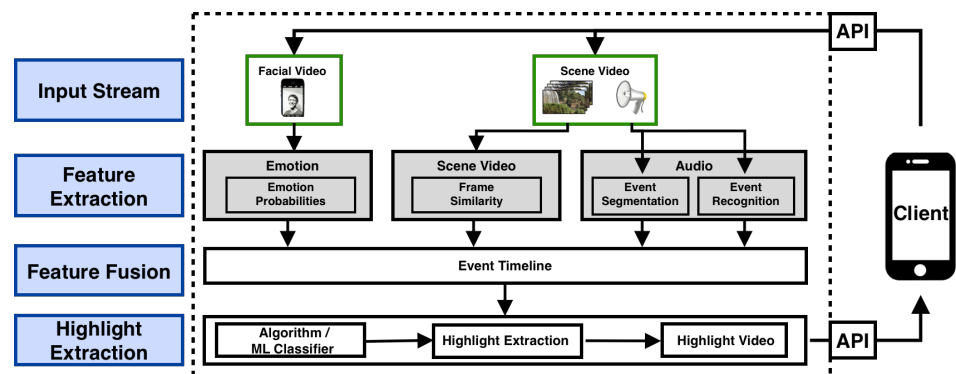 API
Facial Video
Scene Video
Input Stream
Emotion
Scene Video
Audio
Feature
Extraction
Emotion
Probabilities
Frame
Similarity
Event
Segmentation
Event
Recognition
Client
Feature Fusion
Event Timeline
Highlight
Extraction
Algorithm /
ML Classifier
Highlight Extraction
Highlight Video
API